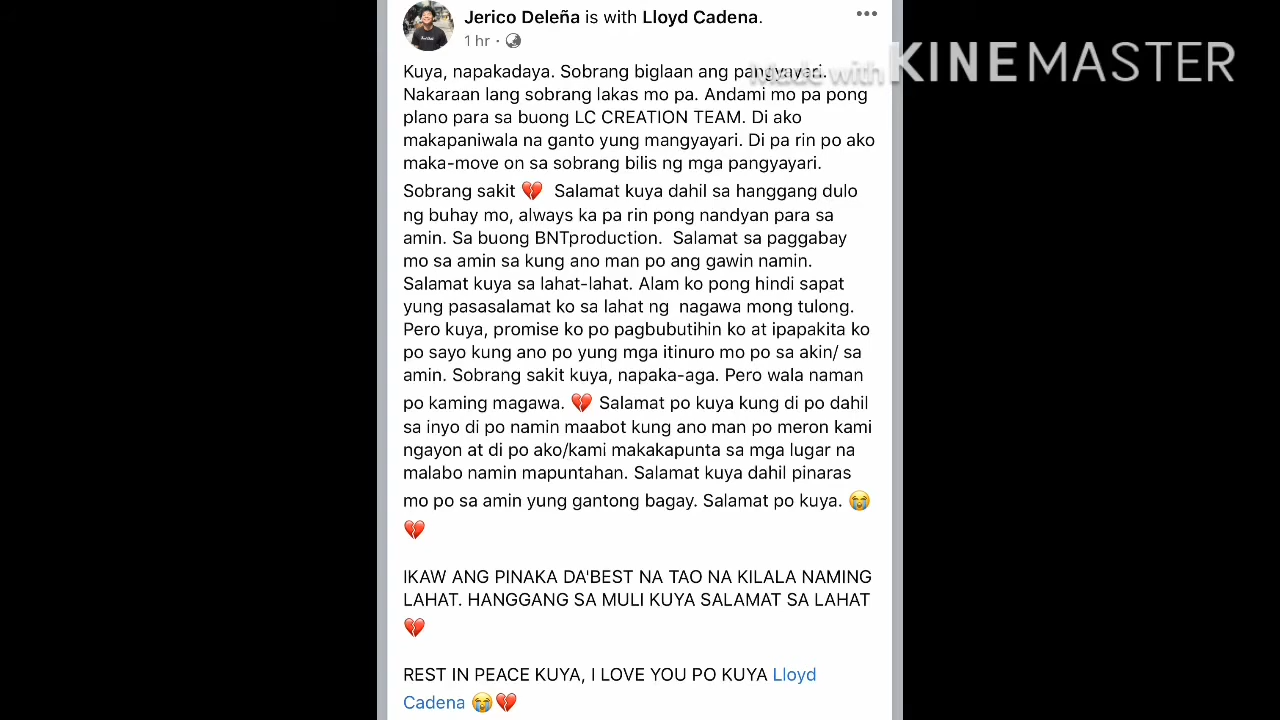 Jerico Deleña is with Lloyd Cadena.
1 hr ·
Made with KINEMASTER
Kuya, napakadaya. Sobrang biglaan ang pangyayari.
Nakaraan lang sobrang lakas mo pa. Andami mo pa pong
plano para sa buong LC CREATION TEAM. Di ako
makapaniwala na ganto yung mangyayari. Di pa rin po ako
maka-move on sa sobrang bilis ng mga pangyayari.
Sobrang sakit 💔 Salamat kuya dahil sa hanggang dulo
ng buhay mo, always ka pa rin pong nandyan para sa
amin. Sa buong BNTproduction. Salamat sa paggabay
mo sa amin sa kung ano man po ang gawin namin.
Salamat kuya sa lahat-lahat. Alam ko pong hindi sapat
yung pasasalamat ko sa lahat ng nagawa mong tulong.
Pero kuya, promise ko po pagbubutihin ko at ipapakita ko
po sayo kung ano po yung mga itinuro mo po sa akin/ sa
amin. Sobrang sakit kuya, napaka-aga. Pero wala naman
po kaming magawa. 💔 Salamat po kuya kung di po dahil
sa inyo di po namin maabot kung ano man po meron kami
ngayon at di po ako/kami makakapunta sa mga lugar na
malabo namin mapuntahan. Salamat kuya dahil pinaras
mo po sa amin yung gantong bagay. Salamat po kuya. 😭
💔
IKAW ANG PINAKA DA'BEST NA TAO NA KILALA NAMING
LAHAT. HANGGANG SA MULI KUYA SALAMAT SA LAHAT
💔
REST IN PEACE KUYA, I LOVE YOU PO KUYA Lloyd
Cadena 😭💔